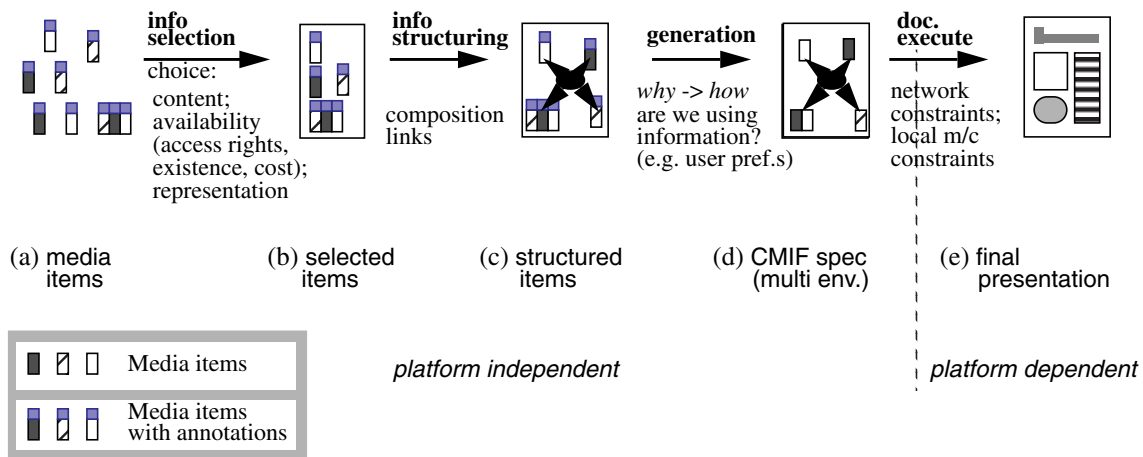 info
selection
choice:
content;
availability
(access rights,
existence, cost);
representation
info
structuring
composition
links
generation
why -> how
are we using
information?
(e.g. user pref.s)
doc.
execute
network
constraints;
local m/c
constraints
(a) media
items
(b) selected
items
(c) structured
items
(d) CMIF spec
(multi env.)
(e) final
presentation
Media items
Media items
with annotations
platform independent
platform dependent